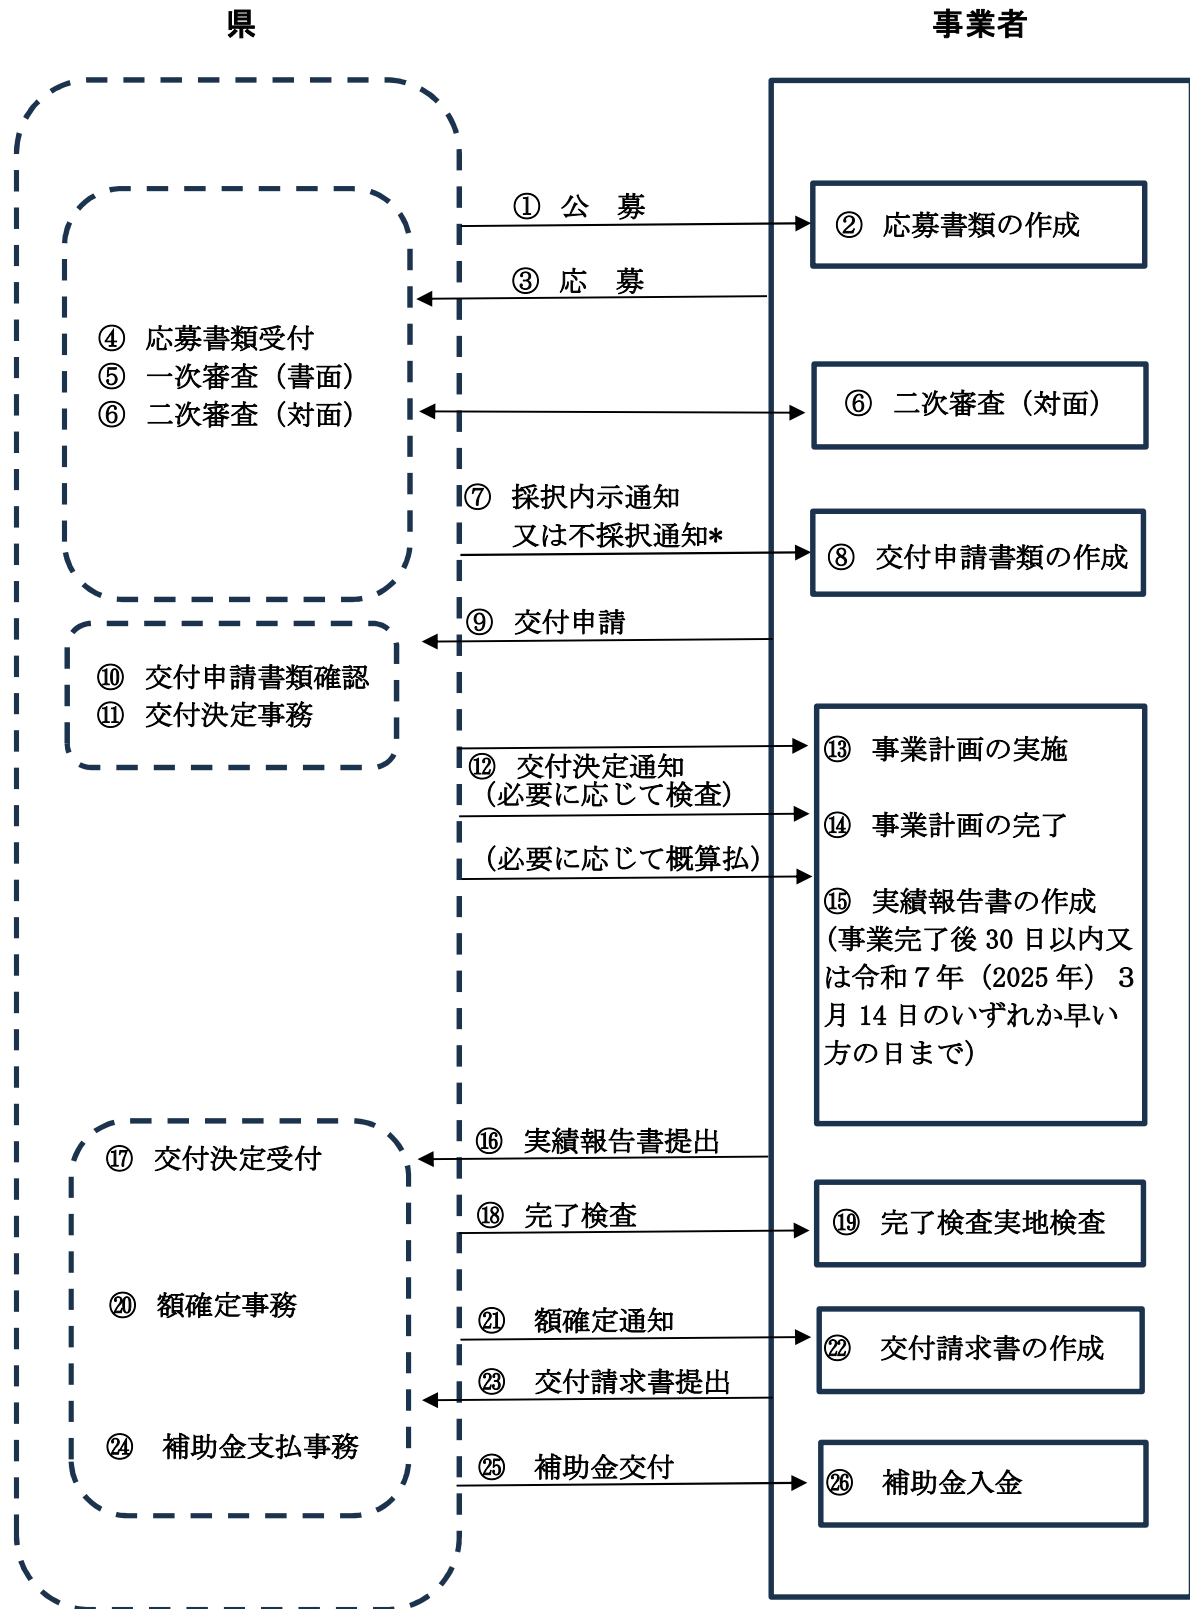 県
事業者
① 公　募
② 応募書類の作成
③ 応　募
④ 応募書類受付
⑤ 一次審査（書面）
⑥ 二次審査（対面）
⑥ 二次審査（対面）
⑦ 採択内示通知
又は不採択通知*
⑧ 交付申請書類の作成
⑨ 交付申請
⑩ 交付申請書類確認
⑪ 交付決定事務
⑫ 交付決定通知
（必要に応じて検査）
（必要に応じて概算払）
⑬ 事業計画の実施
⑭ 事業計画の完了
⑮ 実績報告書の作成
（事業完了後 30 日以内又
は令和７年（2025 年）３
月 14 日のいずれか早い
方の日まで）
⑯ 実績報告書提出
⑰ 交付決定受付
⑱ 完了検査
⑲ 完了検査実地検査
⑳ 額確定事務
㉑ 額確定通知
㉒ 交付請求書の作成
㉓ 交付請求書提出
㉔ 補助金支払事務
㉕ 補助金交付
㉖ 補助金入金